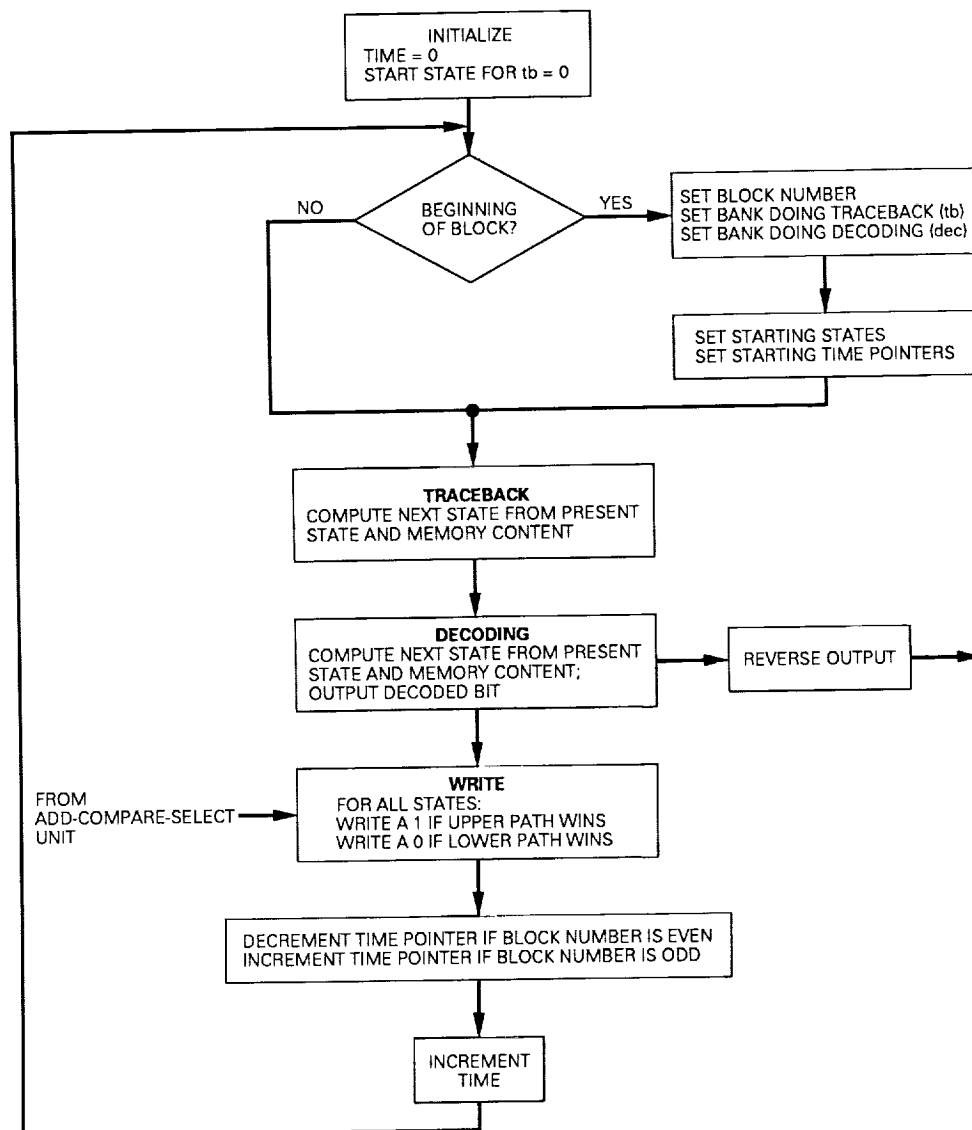 INITIALIZE
TIME = 0
START STATE FOR tb = 0
NO
BEGINNING
OF BLOCK?
YES
SET BLOCK NUMBER
SET BANK DOING TRACEBACK (tb)
SET BANK DOING DECODING (dec)
SET STARTING STATES
SET STARTING TIME POINTERS
TRACEBACK
COMPUTE NEXT STATE FROM PRESENT
STATE AND MEMORY CONTENT
DECODING
COMPUTE NEXT STATE FROM PRESENT
STATE AND MEMORY CONTENT;
OUTPUT DECODED BIT
REVERSE OUTPUT
FROM
ADD-COMPARE-SELECT
UNIT
WRITE
FOR ALL STATES:
WRITE A 1 IF UPPER PATH WINS
WRITE A 0 IF LOWER PATH WINS
DECREMENT TIME POINTER IF BLOCK NUMBER IS EVEN
INCREMENT TIME POINTER IF BLOCK NUMBER IS ODD
INCREMENT
TIME